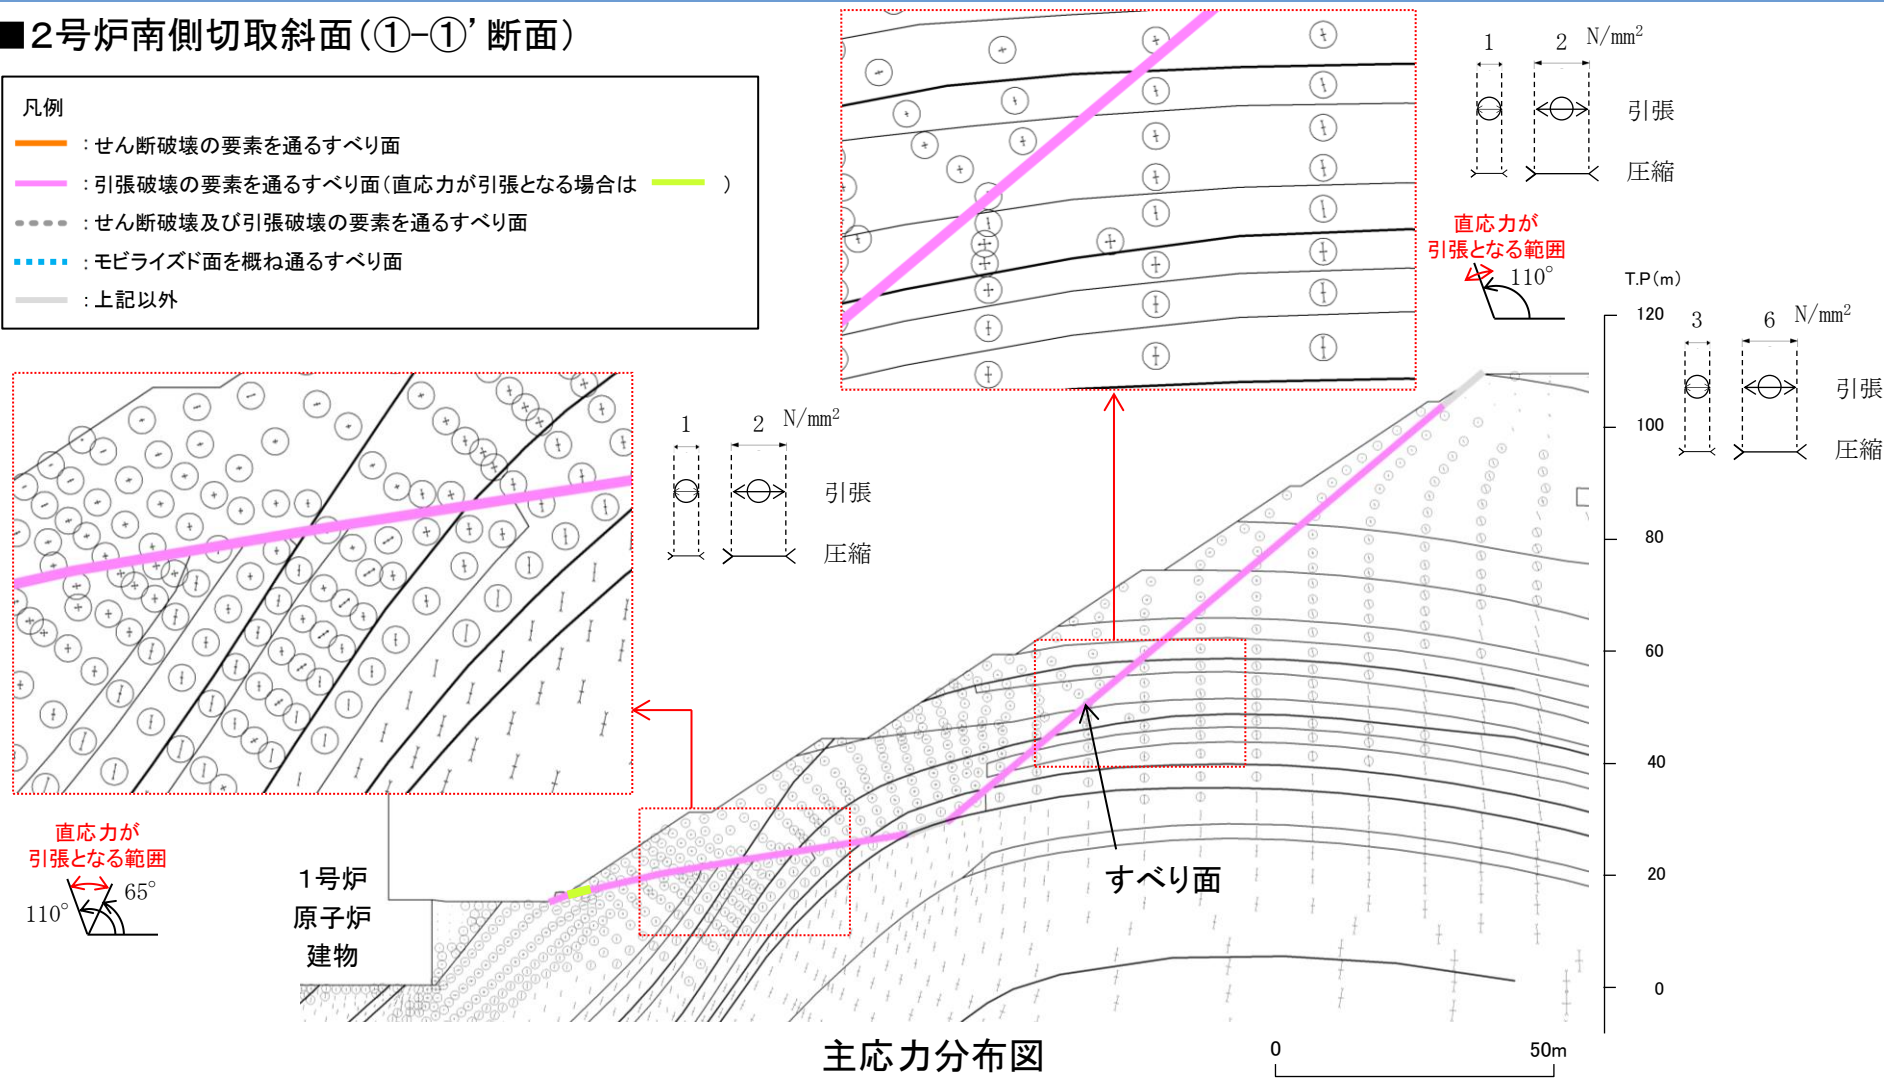 ■2号炉南側切取斜面(①-①’断面)
凡例
:せん断破壊の要素を通るすべり面
:引張破壊の要素を通るすべり面(直応力が引張となる場合は　　)
:せん断破壊及び引張破壊の要素を通るすべり面
:モビライズド面を概ね通るすべり面
:上記以外
1 2 N/mm²
引張
圧縮
直応力が
引張となる範囲
110°
T.P(m)
120
100
80
60
40
20
0
3 6 N/mm²
引張
圧縮
1 2 N/mm²
引張
圧縮
直応力が
引張となる範囲
110° 65°
1号炉
原子炉
建物
すべり面
主応力分布図
0 50m